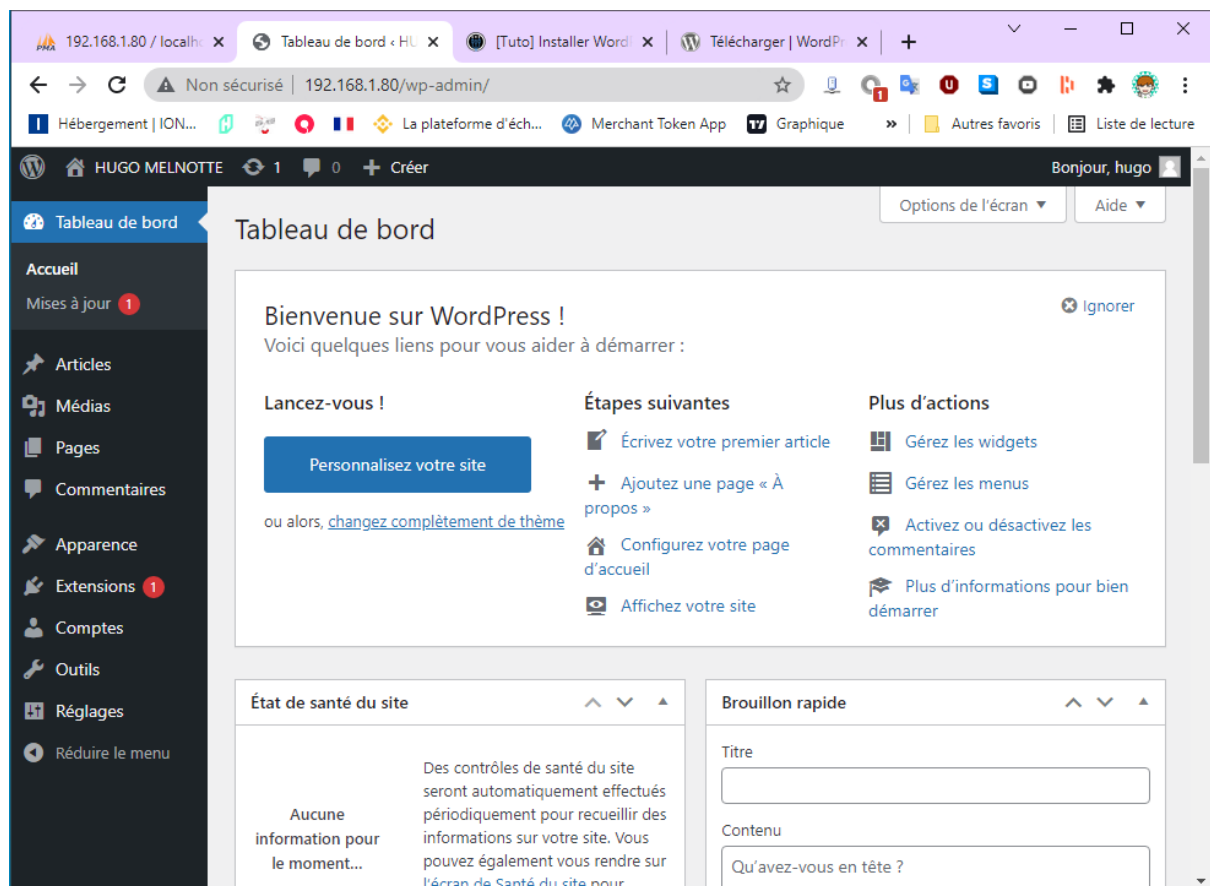 192.168.1.80 / localho
Tableau de bord ‹ HU
[Tuto] Installer Word
Télécharger | WordPr
Non sécurisé | 192.168.1.80/wp-admin/
1
Hébergement | ION...
La plateforme d'éch...
Merchant Token App
Graphique
»
Autres favoris
Liste de lecture
HUGO MELNOTTE
1
0
Créer
Bonjour, hugo
Tableau de bord
Accueil
Mises à jour 1
Articles
Médias
Pages
Commentaires
Apparence
Extensions 1
Comptes
Outils
Réglages
Réduire le menu
Options de l'écran ▼
Aide ▼
Tableau de bord
Bienvenue sur WordPress !
Ignorer
Voici quelques liens pour vous aider à démarrer :
Lancez-vous !
Personnalisez votre site
ou alors, changez complètement de thème
Étapes suivantes
Écrivez votre premier article
Ajoutez une page « À
propos »
Configurez votre page
d'accueil
Affichez votre site
Plus d'actions
Gérez les widgets
Gérez les menus
Activez ou désactivez les
commentaires
Plus d'informations pour bien
démarrer
État de santé du site
Aucune
information pour
le moment...
Des contrôles de santé du site
seront automatiquement effectués
périodiquement pour recueillir des
informations sur votre site. Vous
pouvez également vous rendre sur
l'écran de Santé du site pour
Brouillon rapide
Titre
Contenu
Qu'avez-vous en tête ?